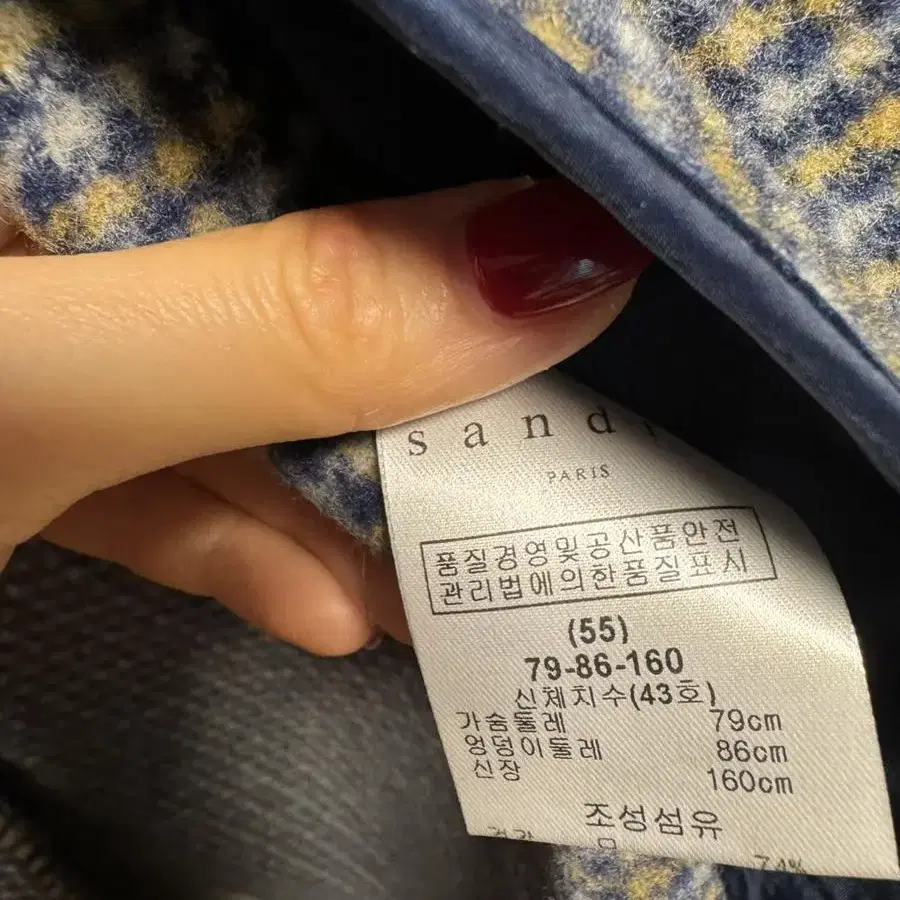 sand
PARIS
품질경영및공산품안전
관리법에의한품질표시
(55)
79-86-160
신체치수(43호)
가슴둘레 79cm
엉덩이둘레 86cm
신장 160cm
조성섬유
74%